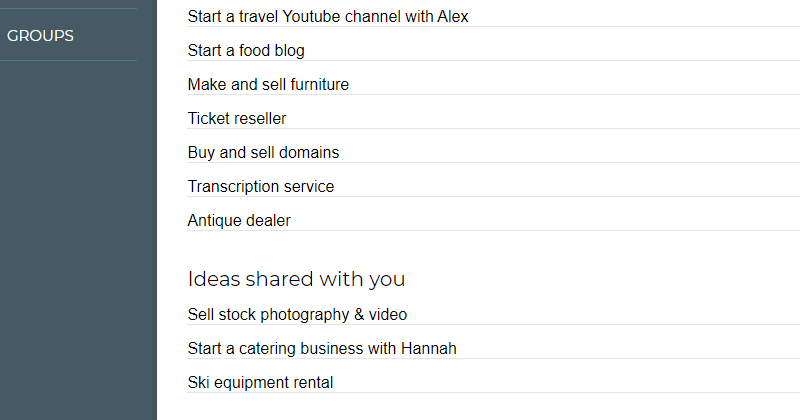 GROUPS
Start a travel Youtube channel with Alex
Start a food blog
Make and sell furniture
Ticket reseller
Buy and sell domains
Transcription service
Antique dealer
Ideas shared with you
Sell stock photography & video
Start a catering business with Hannah
Ski equipment rental